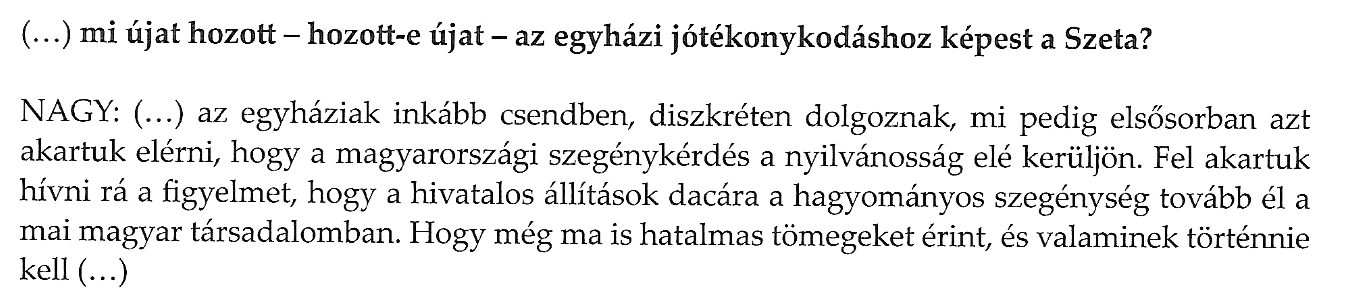 (…) mi újat hozott – hozott-e újat – az egyházi jótékonykodáshoz képest a Szeta?
NAGY: (…) az egyháziak inkább csendben, diszkréten dolgoznak, mi pedig elsősorban azt
akartuk elérni, hogy a magyarországi szegénykérdés a nyilvánosság elé kerüljön. Fel akartuk
hívni rá a figyelmet, hogy a hivatalos állítások dacára a hagyományos szegénység tovább él a
mai magyar társadalomban. Hogy még ma is hatalmas tömegeket érint, és valaminek történnie
kell (…)